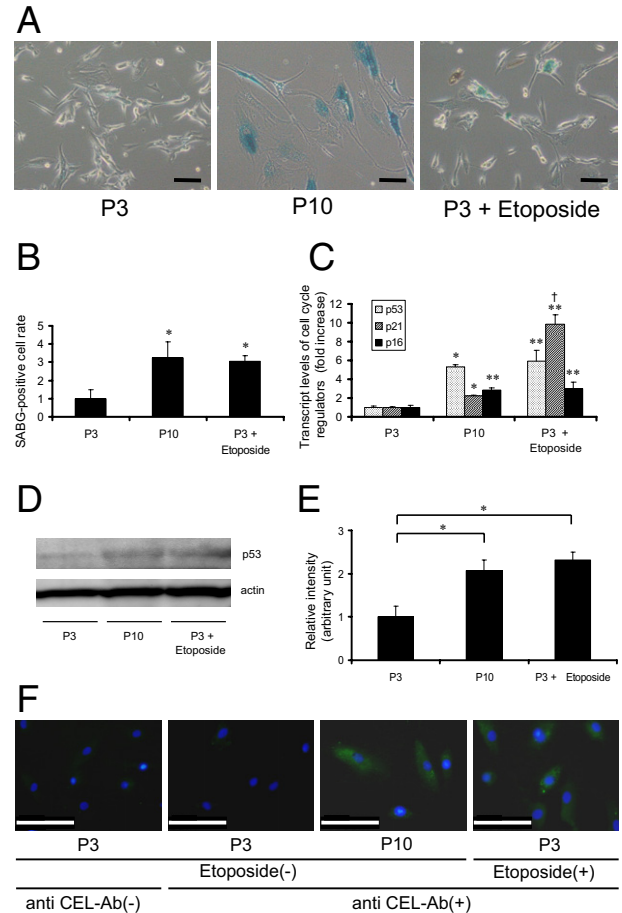 A
P3 P10 P3 + Etoposide
B
SABG-positive cell rate
5
4
3
2
1
0
*
*
P3 P10 P3 +
Etoposide
C
Transcript levels of cell cycle
regulators (fold increase)
12
10
8
6
4
2
0
p53
p21
p16
*
*
**
**
†
**
**
P3 P10 P3 +
Etoposide
D
p53
actin
P3 P10 P3 +
Etoposide
E
Relative intensity
(arbitrary unit)
3
2
1
0
*
*
P3 P10 P3 + Etoposide
F
P3 P3 P10 P3
Etoposide(-) Etoposide(+)
anti CEL-Ab(-) anti CEL-Ab(+)